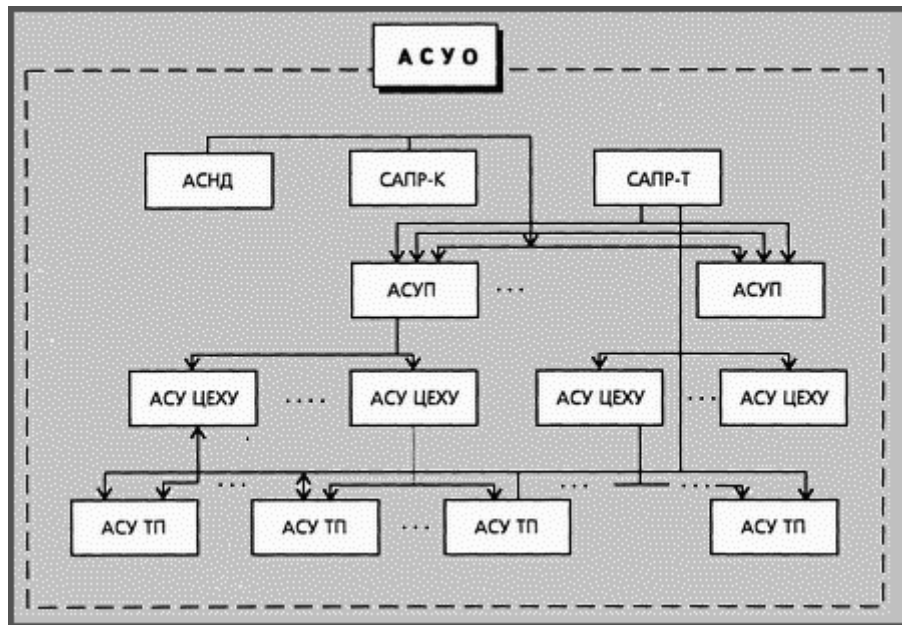 АСУО
АСНД
САПР-К
САПР-Т
АСУП
...
АСУП
АСУ ЦЕХУ
....
АСУ ЦЕХУ
АСУ ЦЕХУ
...
АСУ ЦЕХУ
...
...
....
АСУ ТП
АСУ ТП
...
АСУ ТП
АСУ ТП